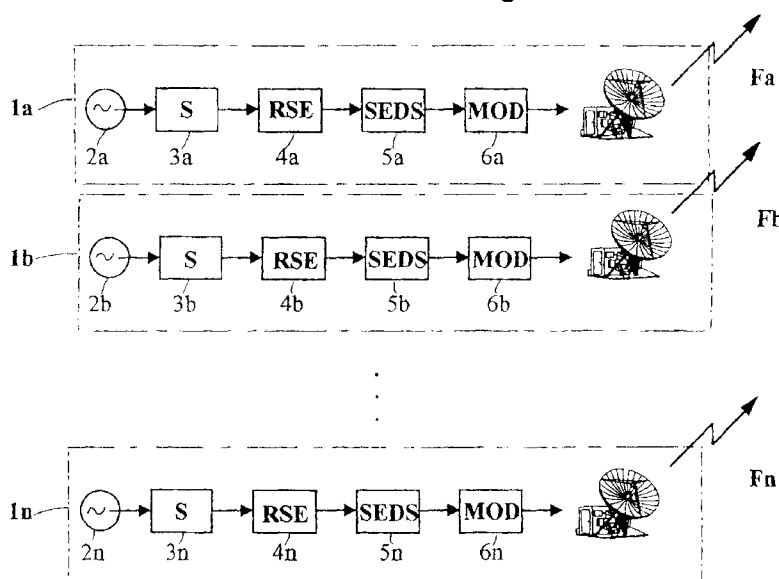 1a
~
S
RSE
SEDS
MOD
Fa
2a
3a
4a
5a
6a
1b
~
S
RSE
SEDS
MOD
Fb
2b
3b
4b
5b
6b
1n
~
S
RSE
SEDS
MOD
Fn
2n
3n
4n
5n
6n